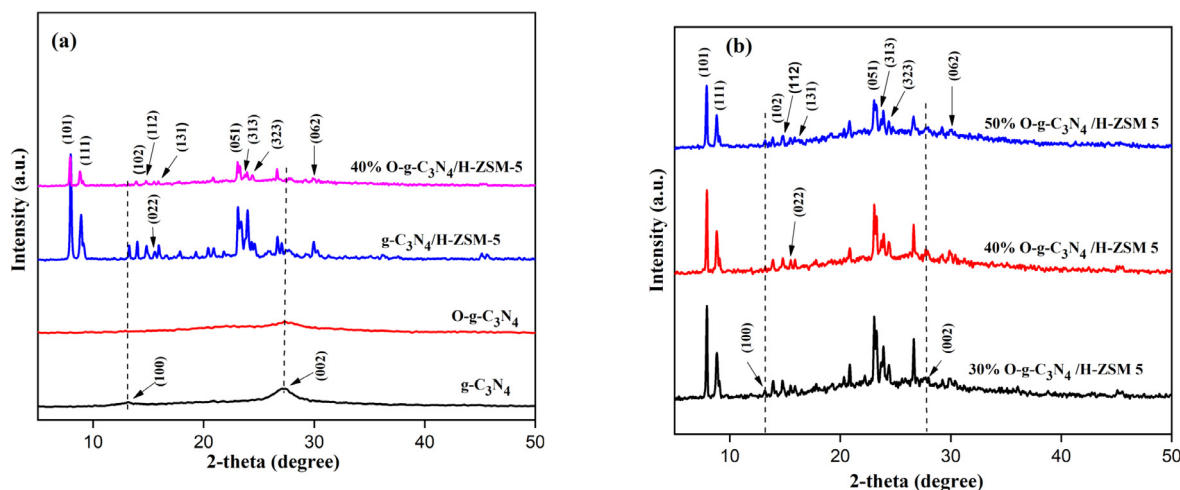 (a)
(101)
(111)
(102)
(112)
(131)
(051)
(313)
(323)
(062)
40% O-g-C₃N₄/H-ZSM-5
(022)
g-C₃N₄/H-ZSM-5
O-g-C₃N₄
(100)
(002)
g-C₃N₄
Intensity (a.u.)
10 20 30 40 50
2-theta (degree)
(b)
(101)
(111)
(102)
(112)
(131)
(051)
(313)
(323)
(062)
50% O-g-C₃N₄ /H-ZSM 5
(022)
40% O-g-C₃N₄ /H-ZSM 5
(100)
(002)
30% O-g-C₃N₄ /H-ZSM 5
Intensity (a.u.)
10 20 30 40 50
2-theta (degree)